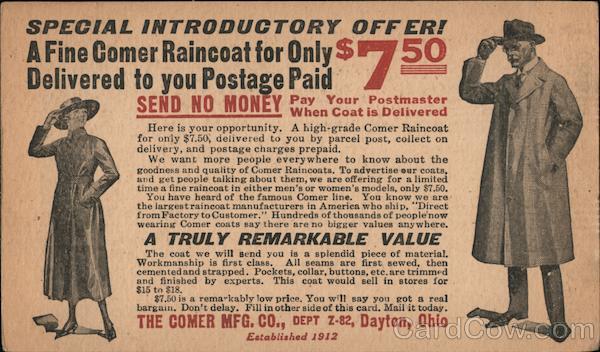 SPECIAL INTRODUCTORY OFFER!
A Fine Comer Raincoat for Only
Delivered to you Postage Paid
$7.50
SEND NO MONEY Pay Your Postmaster
When Coat is Delivered
Here is your opportunity. A high-grade Comer Raincoat
for only $7.50, delivered to you by parcel post, collect on
delivery, and postage charges prepaid.
We want more people everywhere to know about the
goodness and quality of Comer Raincoats. To advertise our coats,
and get people talking about them, we are offering for a limited
time a fine raincoat in either men's or women's models, only $7.50.
You have heard of the famous Comer line. You know we are
the largest raincoat manufacturers in America who ship, "Direct
from Factory to Customer." Hundreds of thousands of people now
wearing Comer coats say there are no bigger values anywhere.
A TRULY REMARKABLE VALUE
The coat we will send you is a splendid piece of material.
Workmanship is first class. All seams are first sewed, then
cemented and strapped. Pockets, collar, buttons, etc. are trimmed
and finished by experts. This coat would sell in stores for
$15 to $18.
$7.50 is a remarkably low price. You will say you got a real
bargain. Don't delay. Fill in other side of this card. Mail it today.
THE COMER MFG. CO., DEPT Z-82, Dayton, Ohio
Established 1912
CardCow.com